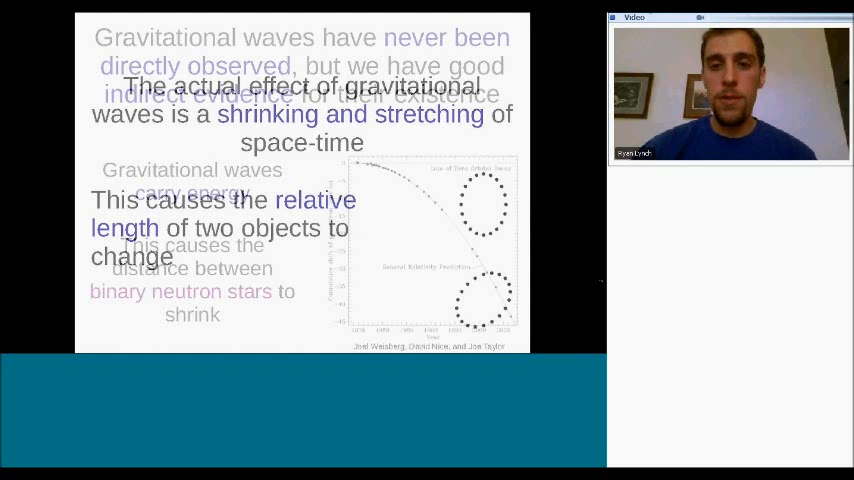 Gravitational waves have never been
directly observed, but we have good
indirect evidence for their existence
The actual effect of gravitational
waves is a shrinking and stretching of
space-time
Gravitational waves
carry energy
This causes the relative
length of two objects to
change
This causes the
distance between
binary neutron stars to
shrink
Line of Zero Orbital Decay
General Relativity Prediction
Year
Joel Weisberg, David Nice, and Joe Taylor
Video
Ryan Lynch